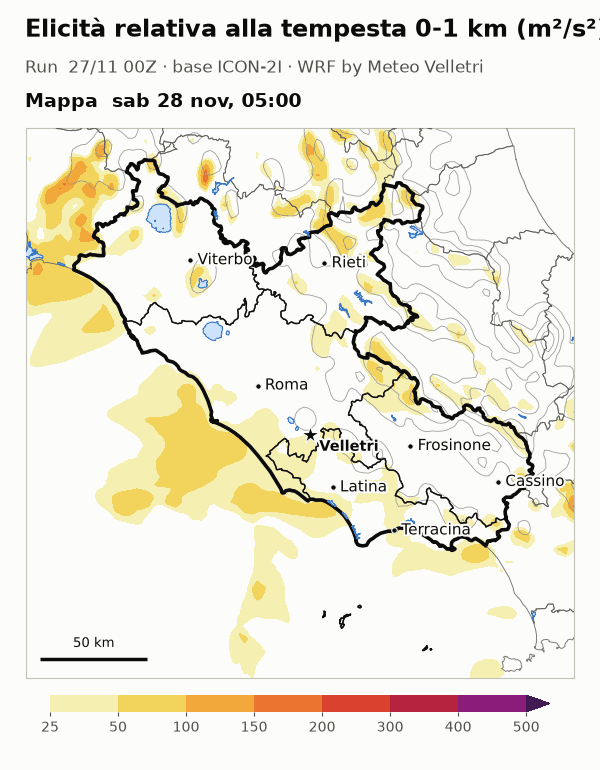 Elicità relativa alla tempesta 0-1 km (m²/s²)
Run  27/11 00Z · base ICON-2I · WRF by Meteo Velletri
Mappa  sab 28 nov, 05:00
Viterbo
Rieti
Roma
Velletri
Frosinone
Latina
Cassino
Terracina
50 km
25 50 100 150 200 300 400 500